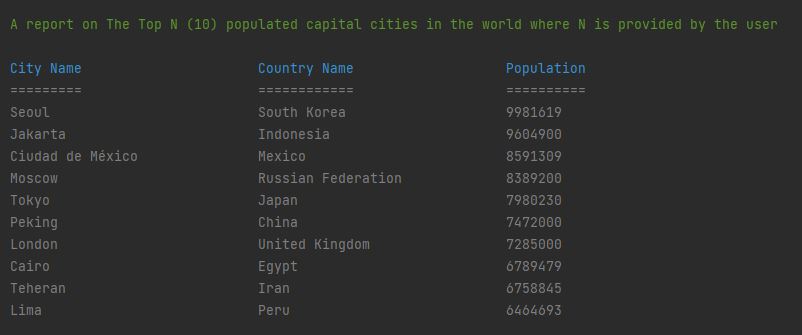 A report on The Top N (10) populated capital cities in the world where N is provided by the user
City Name Country Name Population
========= ============ ==========
Seoul South Korea 9981619
Jakarta Indonesia 9604900
Ciudad de México Mexico 8591309
Moscow Russian Federation 8389200
Tokyo Japan 7980230
Peking China 7472000
London United Kingdom 7285000
Cairo Egypt 6789479
Teheran Iran 6758845
Lima Peru 6464693